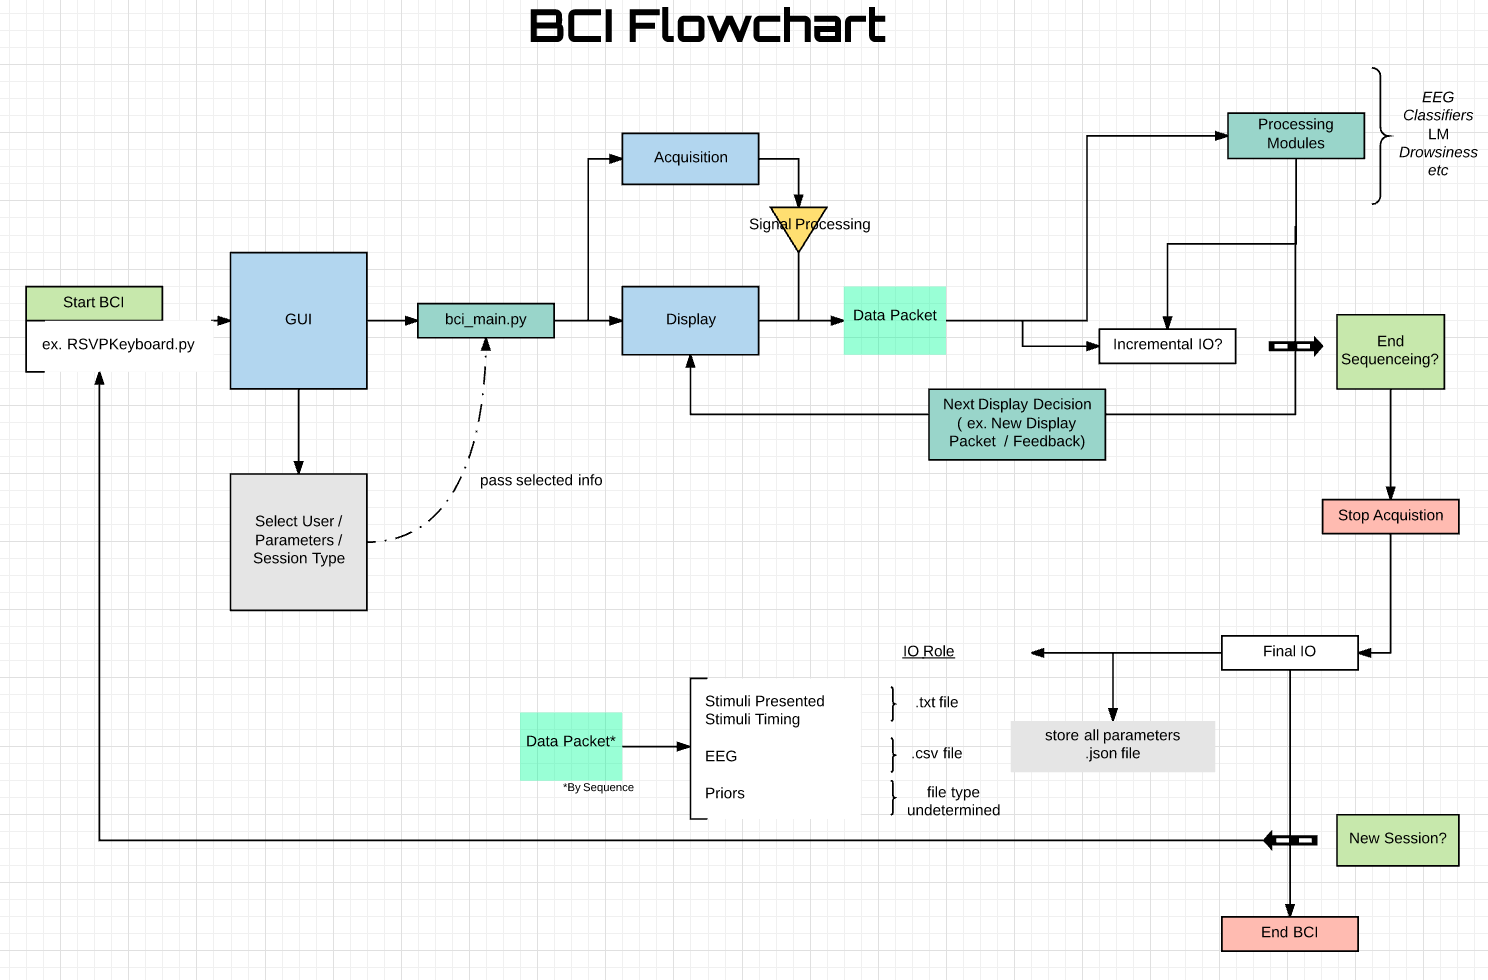 BCI Flowchart
EEG
Classifiers
LM
Drowsiness
etc
Processing
Modules
Acquisition
Signal Processing
Start BCI
ex. RSVPKeyboard.py
GUI
bci_main.py
Display
Data Packet
Incremental IO?
End
Sequenceing?
Next Display Decision
( ex. New Display
Packet / Feedback)
pass selected info
Select User /
Parameters /
Session Type
Stop Acquistion
Final IO
IO Role
Stimuli Presented
Stimuli Timing
.txt file
Data Packet*
*By Sequence
EEG
.csv file
Priors
file type
undetermined
store all parameters
.json file
New Session?
End BCI